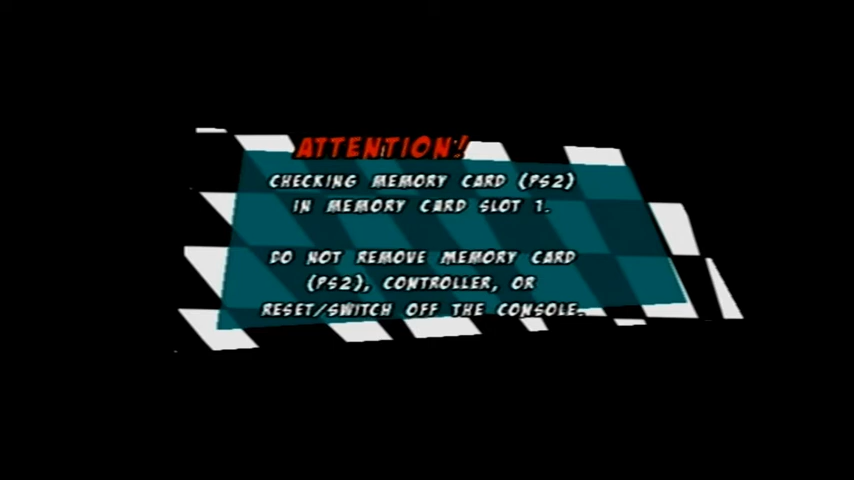 ATTENTION!
CHECKING MEMORY CARD (PS2)
IN MEMORY CARD SLOT 1.
DO NOT REMOVE MEMORY CARD
(PS2), CONTROLLER, OR
RESET/SWITCH OFF THE CONSOLE.